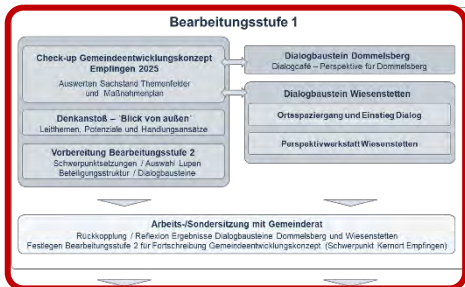 Bearbeitungsstufe 1
Check-up Gemeindeentwicklungskonzept
Empfingen 2025
Auswerten Sachstand Themenfelder
und Maßnahmenplan
Denkanstoß – ´Blick von außen´
Leitthemen, Potenziale und Handlungsansätze
Vorbereitung Bearbeitungsstufe 2
Schwerpunktsetzungen / Auswahl Lupen
Beteiligungsstruktur / Dialogbausteine
Dialogbaustein Dommelsberg
Dialogcafé – Perspektive für Dommelsberg
Dialogbaustein Wiesenstetten
Ortsspaziergang und Einstieg Dialog
Perspektivwerkstatt Wiesenstetten
Arbeits-/Sondersitzung mit Gemeinderat
Rückkopplung / Reflexion Ergebnisse Dialogbausteine Dommelsberg und Wiesenstetten
Festlegen Bearbeitungsstufe 2 für Fortschreibung Gemeindeentwicklungskonzept (Schwerpunkt Kernort Empfingen)